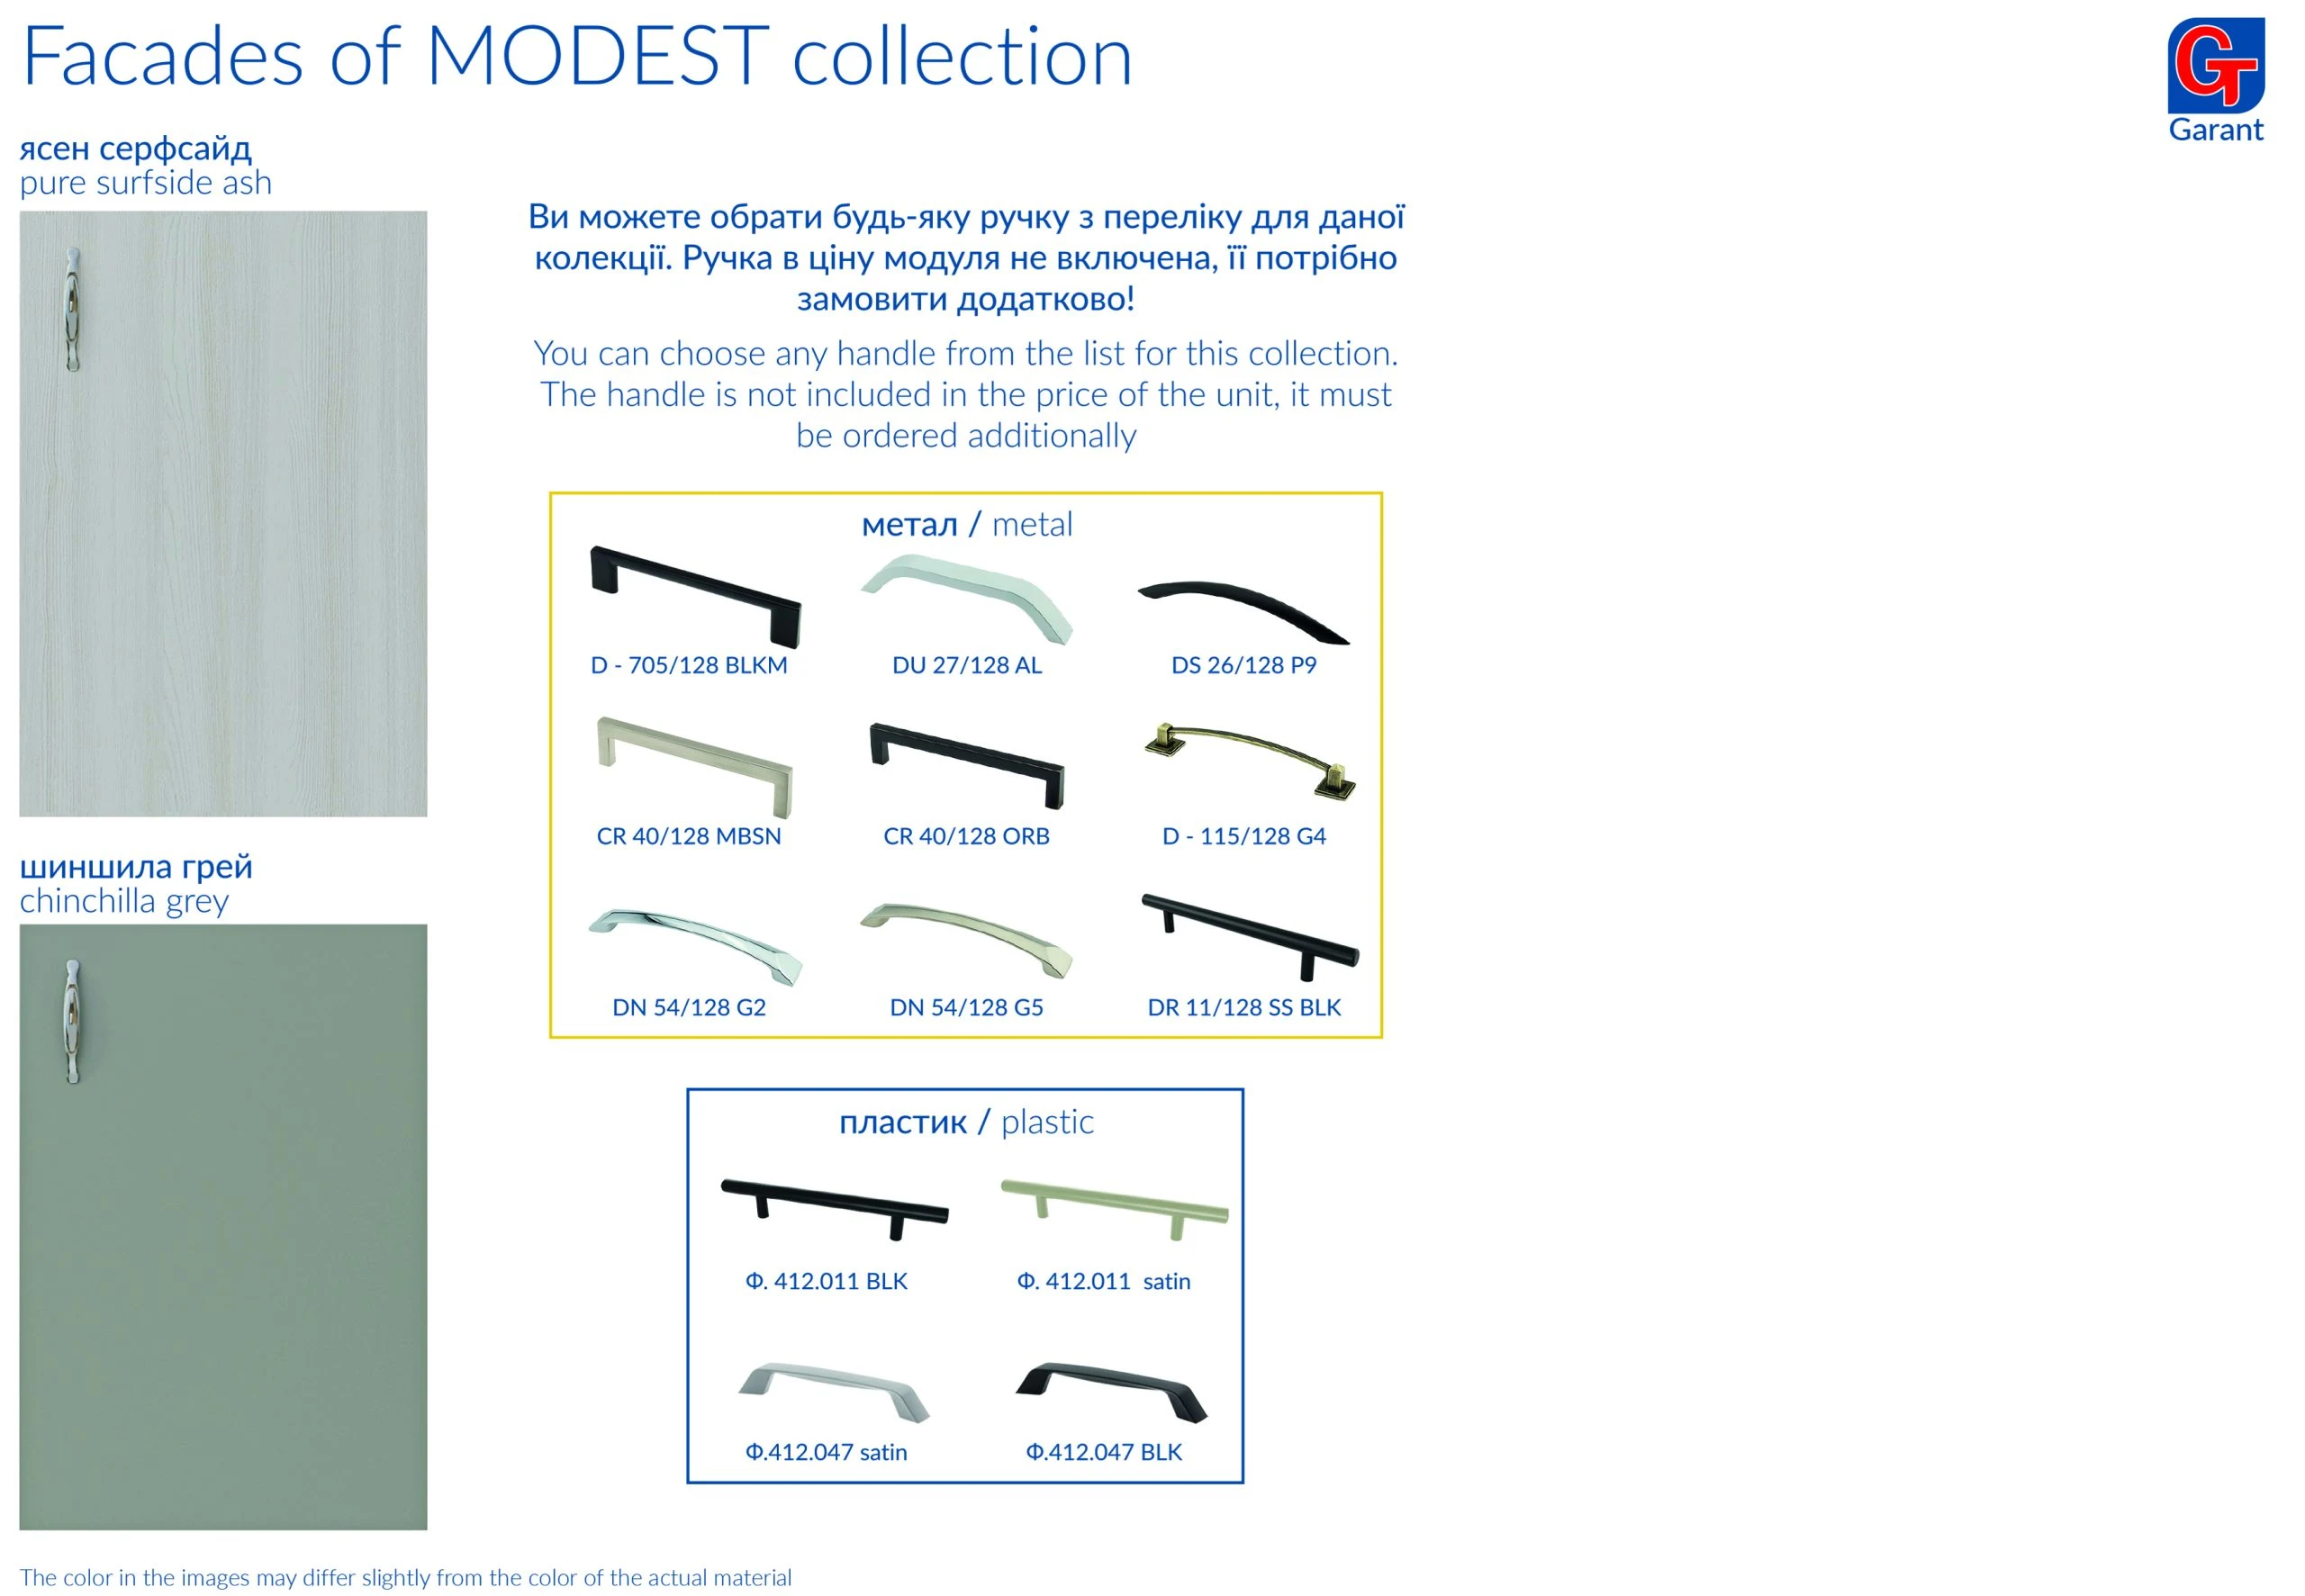 Facades of MODEST collection
GT
Garant
ясен серфсайд
pure surfside ash
Ви можете обрати будь-яку ручку з переліку для даної
колекції. Ручка в ціну модуля не включена, її потрібно
замовити додатково!
You can choose any handle from the list for this collection.
The handle is not included in the price of the unit, it must
be ordered additionally
метал / metal
D - 705/128 BLKM
DU 27/128 AL
DS 26/128 P9
CR 40/128 MBSN
CR 40/128 ORB
D - 115/128 G4
DN 54/128 G2
DN 54/128 G5
DR 11/128 SS BLK
шиншила грей
chinchilla grey
пластик / plastic
Ф. 412.011 BLK
Ф. 412.011 satin
Ф.412.047 satin
Ф.412.047 BLK
The color in the images may differ slightly from the color of the actual material